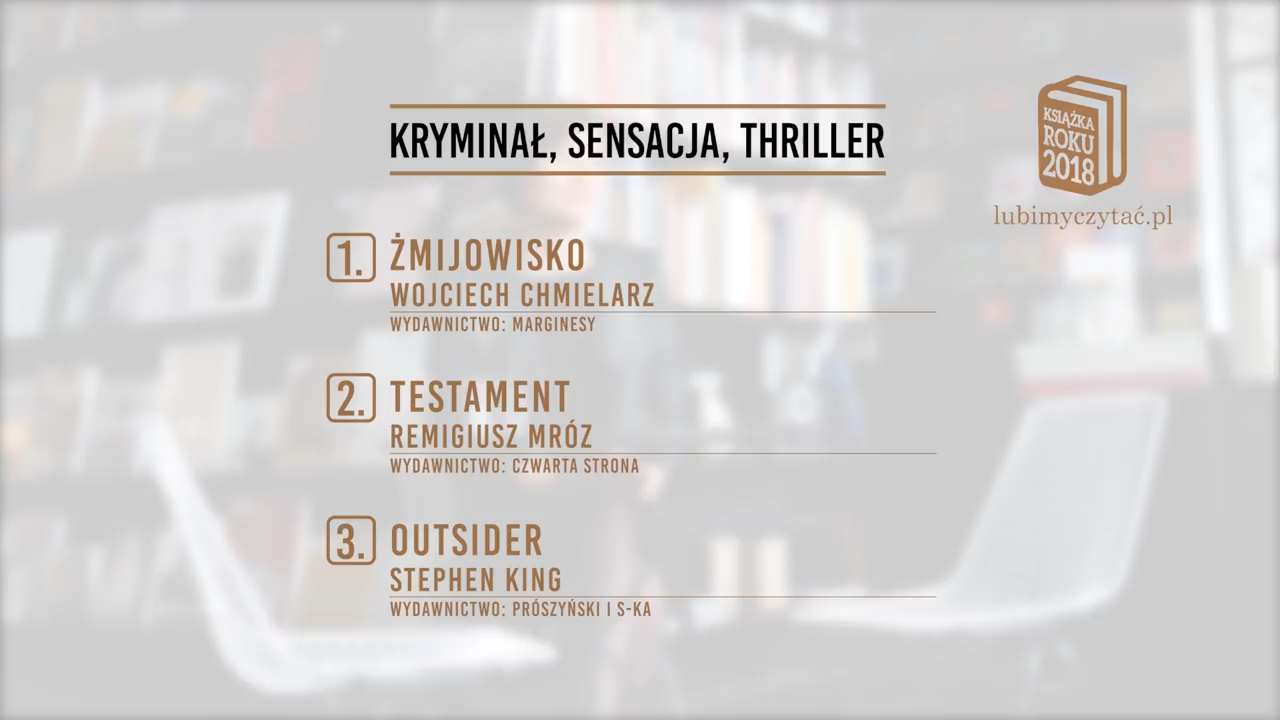 KRYMINAŁ, SENSACJA, THRILLER
KSIĄŻKA
ROKU
2018
lubimyczytać.pl
1. ŻMIJOWISKO
WOJCIECH CHMIELARZ
WYDAWNICTWO: MARGINESY
2. TESTAMENT
REMIGIUSZ MRÓZ
WYDAWNICTWO: CZWARTA STRONA
3. OUTSIDER
STEPHEN KING
WYDAWNICTWO: PRÓSZYŃSKI I S-KA